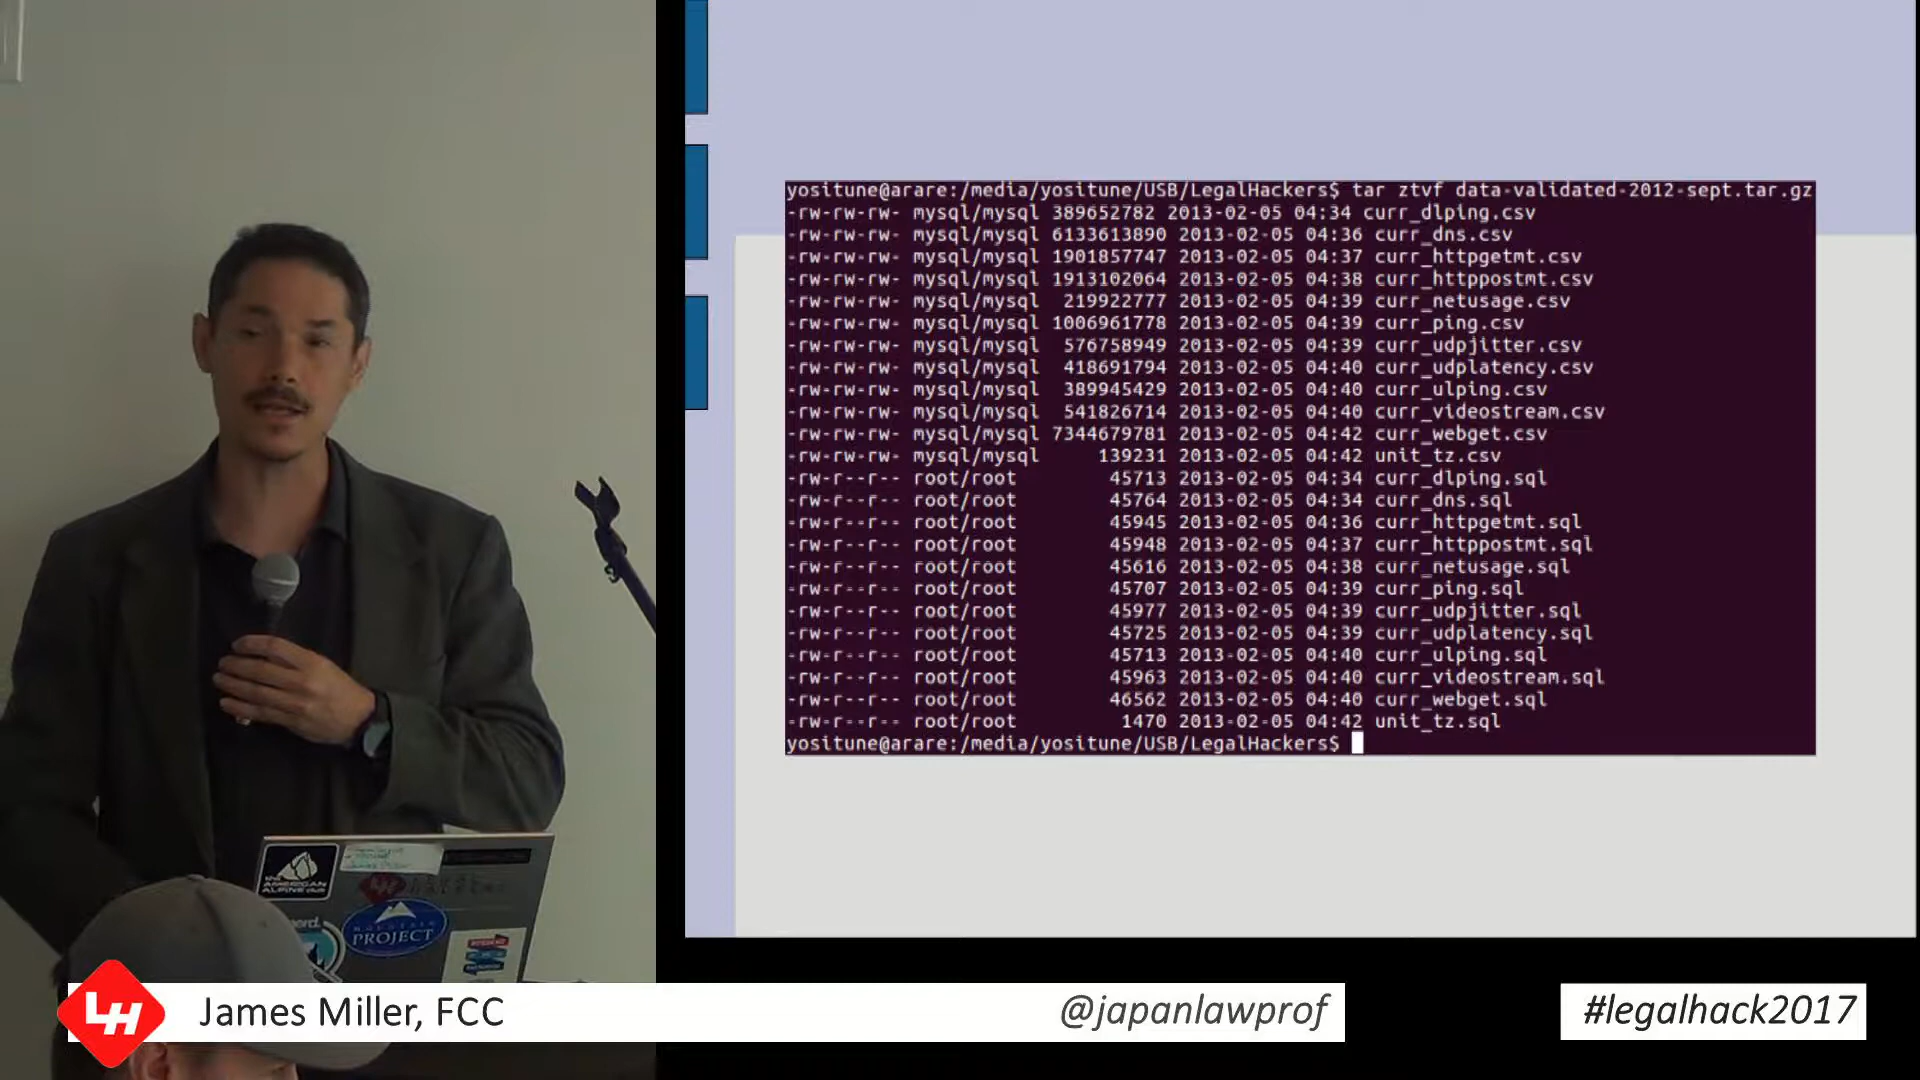 yositune@arare:/media/yositune/USB/LegalHackers$ tar ztvf data-validated-2012-sept.tar.gz
-rw-rw-rw- mysql/mysql 389652782 2013-02-05 04:34 curr_dlping.csv
-rw-rw-rw- mysql/mysql 6133613890 2013-02-05 04:36 curr_dns.csv
-rw-rw-rw- mysql/mysql 1901857747 2013-02-05 04:37 curr_httpgetmt.csv
-rw-rw-rw- mysql/mysql 1913102064 2013-02-05 04:38 curr_httppostmt.csv
-rw-rw-rw- mysql/mysql 219922777 2013-02-05 04:39 curr_netusage.csv
-rw-rw-rw- mysql/mysql 1006961778 2013-02-05 04:39 curr_ping.csv
-rw-rw-rw- mysql/mysql 576758949 2013-02-05 04:39 curr_udpjitter.csv
-rw-rw-rw- mysql/mysql 418691794 2013-02-05 04:40 curr_udplatency.csv
-rw-rw-rw- mysql/mysql 389945429 2013-02-05 04:40 curr_ulping.csv
-rw-rw-rw- mysql/mysql 541826714 2013-02-05 04:40 curr_videostream.csv
-rw-rw-rw- mysql/mysql 7344679781 2013-02-05 04:42 curr_webget.csv
-rw-rw-rw- mysql/mysql 139231 2013-02-05 04:42 unit_tz.csv
-rw-r--r-- root/root 45713 2013-02-05 04:34 curr_dlping.sql
-rw-r--r-- root/root 45764 2013-02-05 04:34 curr_dns.sql
-rw-r--r-- root/root 45945 2013-02-05 04:36 curr_httpgetmt.sql
-rw-r--r-- root/root 45948 2013-02-05 04:37 curr_httppostmt.sql
-rw-r--r-- root/root 45616 2013-02-05 04:38 curr_netusage.sql
-rw-r--r-- root/root 45707 2013-02-05 04:39 curr_ping.sql
-rw-r--r-- root/root 45977 2013-02-05 04:39 curr_udpjitter.sql
-rw-r--r-- root/root 45725 2013-02-05 04:39 curr_udplatency.sql
-rw-r--r-- root/root 45713 2013-02-05 04:40 curr_ulping.sql
-rw-r--r-- root/root 45963 2013-02-05 04:40 curr_videostream.sql
-rw-r--r-- root/root 46562 2013-02-05 04:40 curr_webget.sql
-rw-r--r-- root/root 1470 2013-02-05 04:42 unit_tz.sql
yositune@arare:/media/yositune/USB/LegalHackers$
the AMERICAN
ALPINE club
MOUNTAIN
PROJECT
LH
James Miller, FCC
@japanlawprof
#legalhack2017